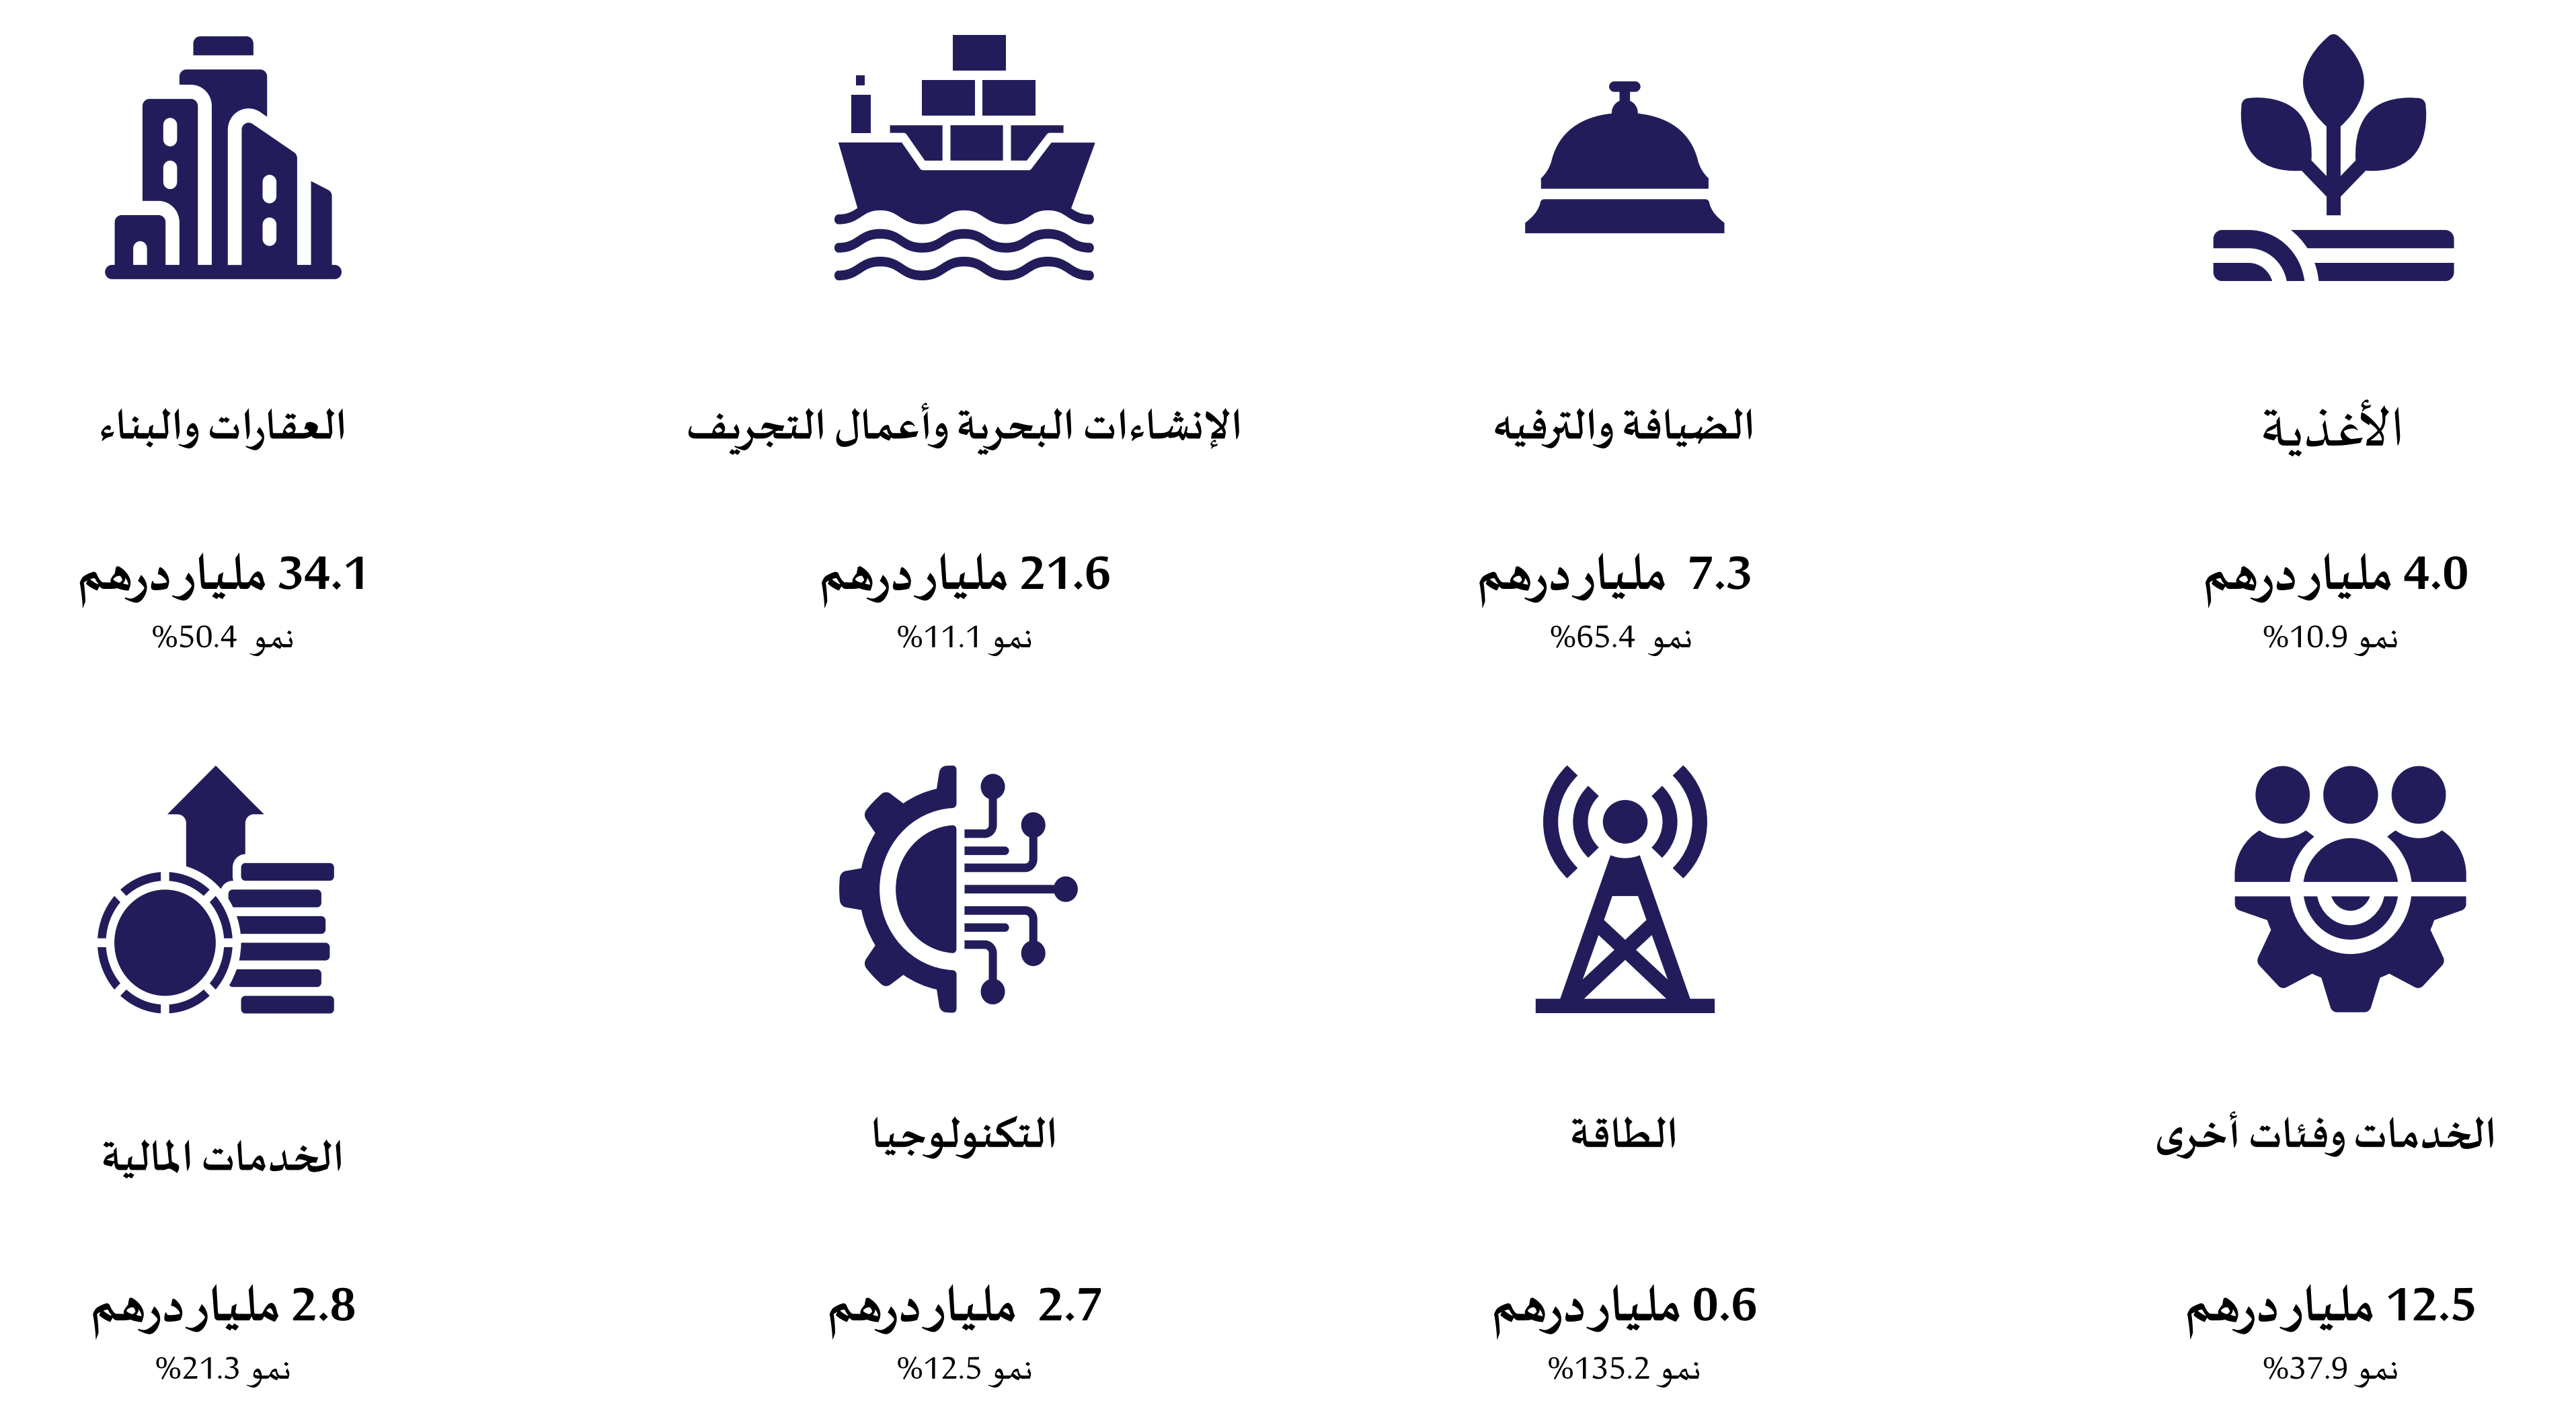 الأغذية
4.0 مليار درهم
نمو 10.9%
الضيافة والترفيه
7.3 مليار درهم
نمو 65.4%
الإنشاءات البحرية وأعمال التجريف
21.6 مليار درهم
نمو 11.1%
العقارات والبناء
34.1 مليار درهم
نمو 50.4%
الخدمات وفئات أخرى
12.5 مليار درهم
نمو 37.9%
الطاقة
0.6 مليار درهم
نمو 135.2%
التكنولوجيا
2.7 مليار درهم
نمو 12.5%
الخدمات المالية
2.8 مليار درهم
نمو 21.3%